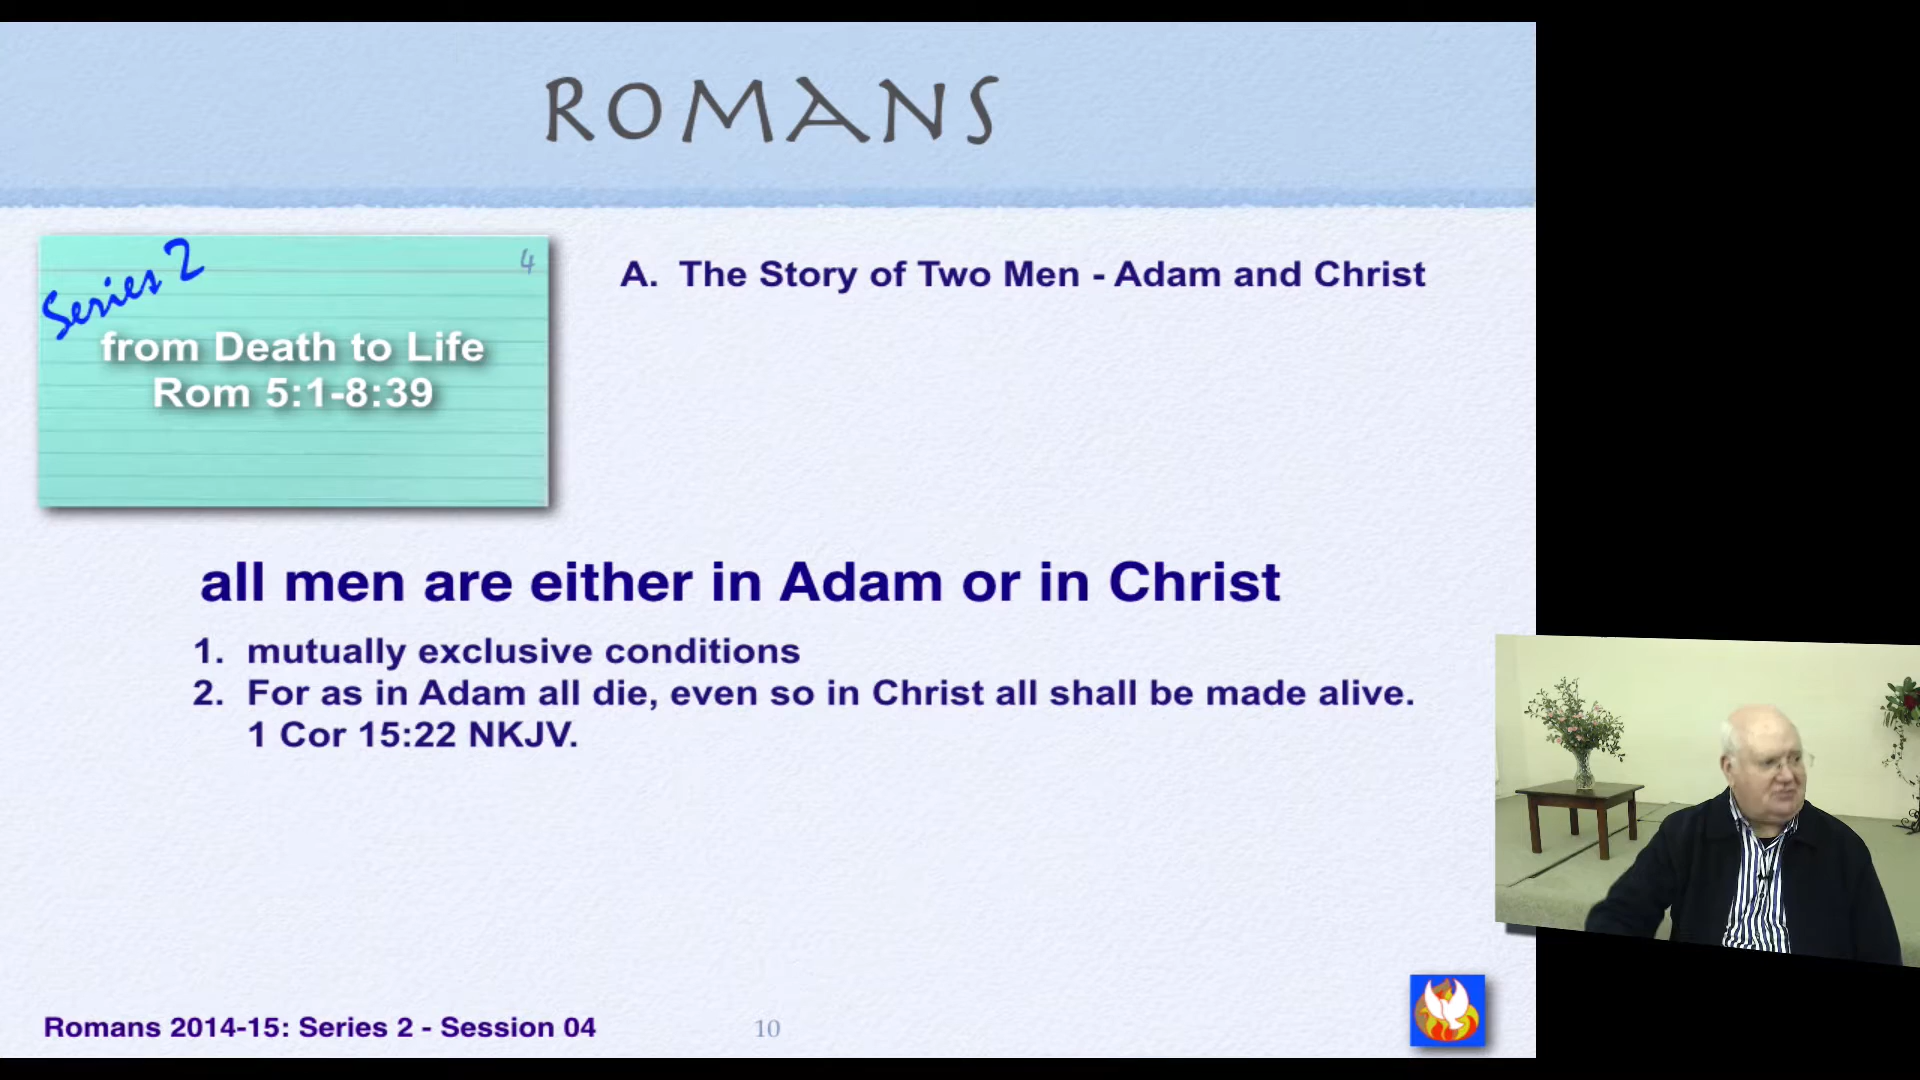 ROMANS
Series 2
4
from Death to Life
Rom 5:1-8:39
A. The Story of Two Men - Adam and Christ
all men are either in Adam or in Christ
1. mutually exclusive conditions
2. For as in Adam all die, even so in Christ all shall be made alive.
1 Cor 15:22 NKJV.
Romans 2014-15: Series 2 - Session 04
10